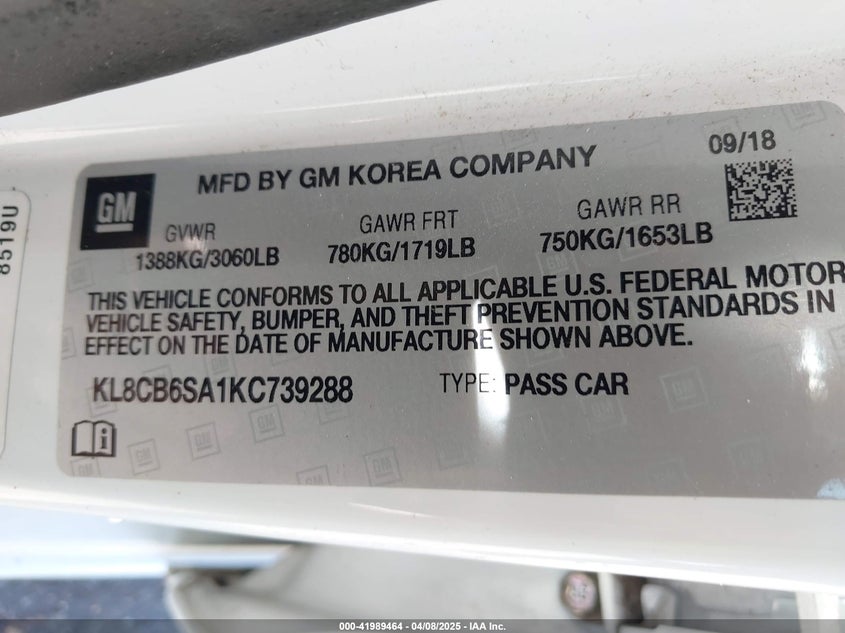 MFD BY GM KOREA COMPANY
09/18
GM
GVWR
1388KG/3060LB
GAWR FRT
780KG/1719LB
GAWR RR
750KG/1653LB
THIS VEHICLE CONFORMS TO ALL APPLICABLE U.S. FEDERAL MOTOR
VEHICLE SAFETY, BUMPER, AND THEFT PREVENTION STANDARDS IN
EFFECT ON THE DATE OF MANUFACTURE SHOWN ABOVE.
KL8CB6SA1KC739288
TYPE: PASS CAR
8519U
000-41989464 | 04/08/2025 - IAA Inc.